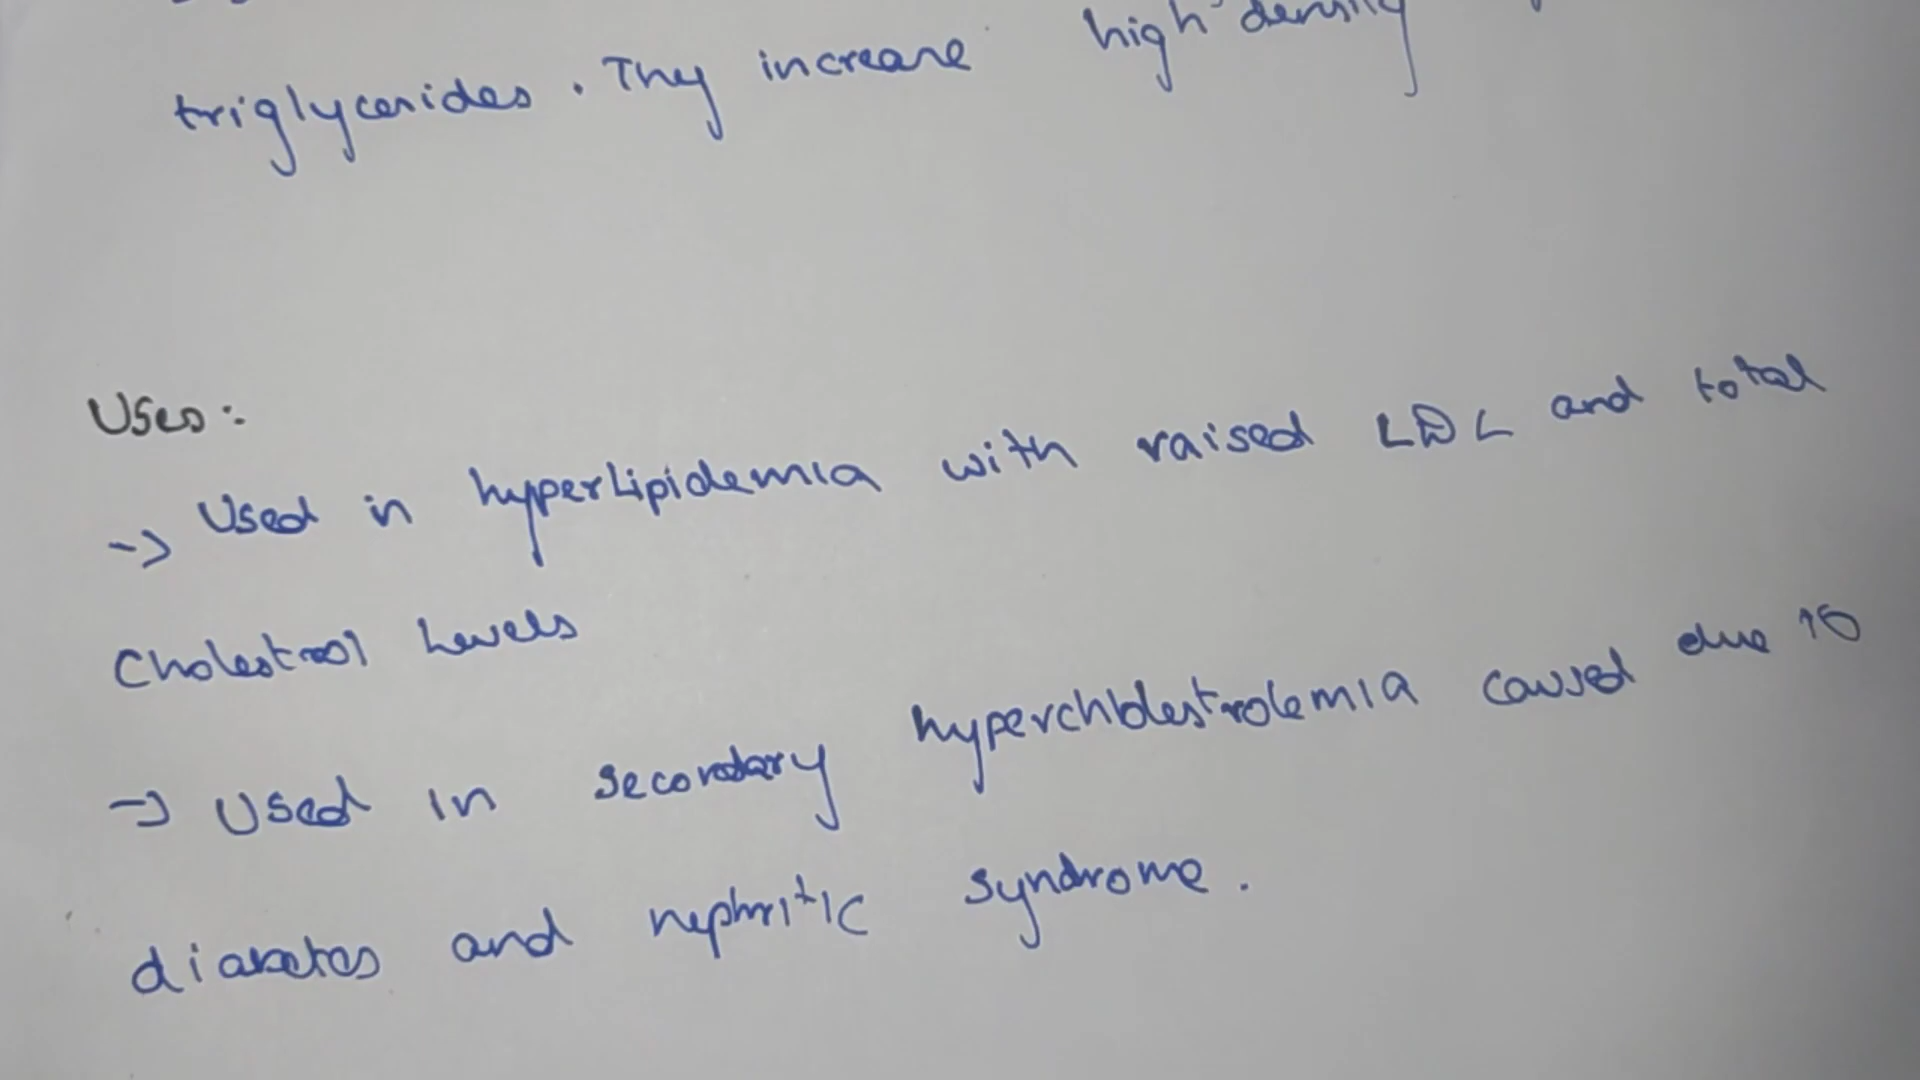 triglycerides. They increase high-density
Uses:
-> Used in hyperlipidemia with raised LDL and total
Cholestrol Levels
-> Used in secondary hypercholestrolemia caused due to
diabetes and nephritic syndrome.